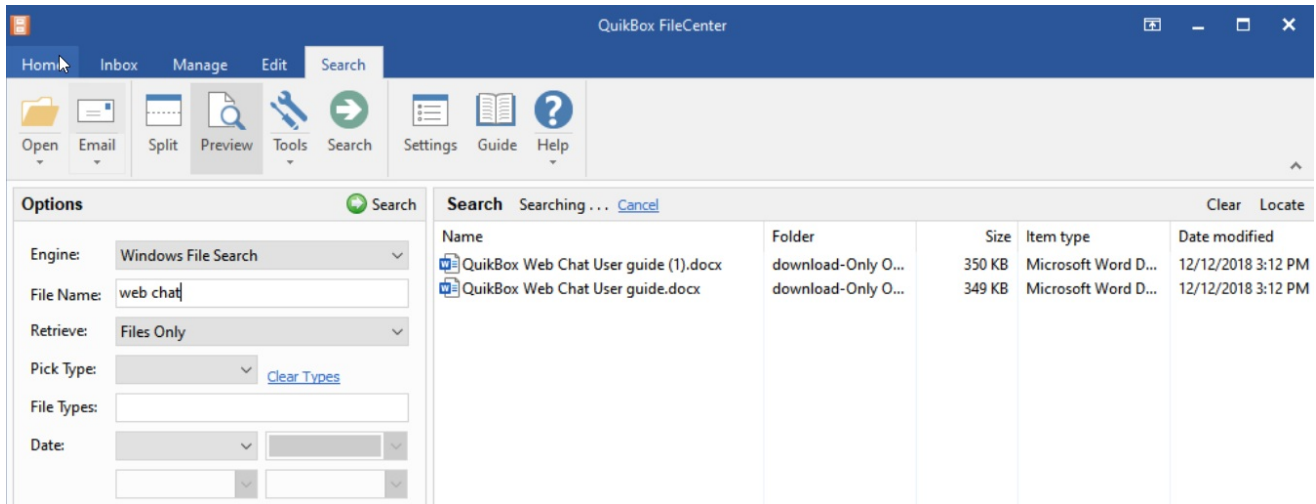 QuikBox FileCenter
Home Inbox Manage Edit Search
Open Email Split Preview Tools Search Settings Guide Help
Options Search
Engine: Windows File Search
File Name: web chat
Retrieve: Files Only
Pick Type: Clear Types
File Types:
Date:
Search Searching . . . Cancel Clear Locate
Name Folder Size Item type Date modified
QuikBox Web Chat User guide (1).docx download-Only O... 350 KB Microsoft Word D... 12/12/2018 3:12 PM
QuikBox Web Chat User guide.docx download-Only O... 349 KB Microsoft Word D... 12/12/2018 3:12 PM